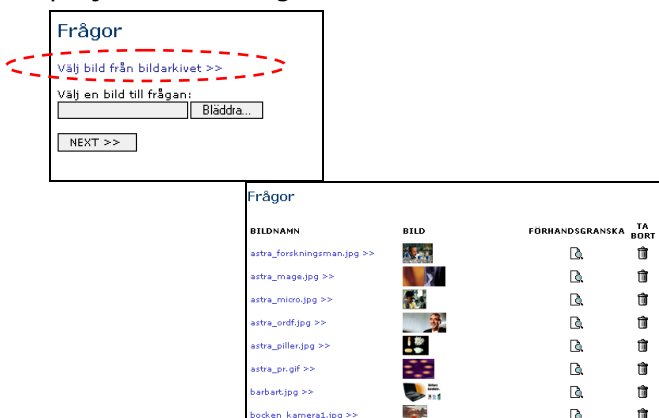 Frågor
Välj bild från bildarkivet >>
Välj en bild till frågan:
Bläddra...
NEXT >>
Frågor
BILDNAMN BILD FÖRHANDSGRANSKA TA BORT
astra_forskningsman.jpg >>
astra_mage.jpg >>
astra_micro.jpg >>
astra_ordf.jpg >>
astra_piller.jpg >>
astra_pr.gif >>
barbart.jpg >>
bocken_kamera1.jpg >>